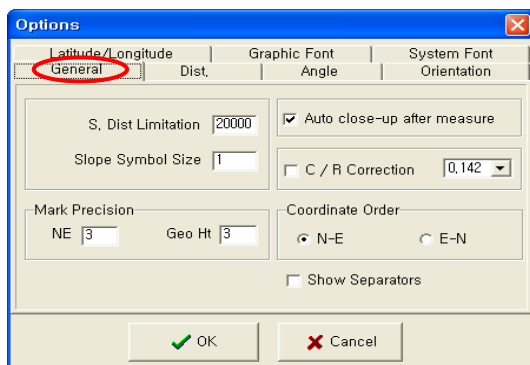 Options
Latitude/Longitude Graphic Font System Font
General Dist. Angle Orientation
S. Dist Limitation 20000
Auto close-up after measure
Slope Symbol Size 1
C / R Correction 0.142
Mark Precision
NE 3 Geo Ht 3
Coordinate Order
N-E E-N
Show Separators
OK Cancel